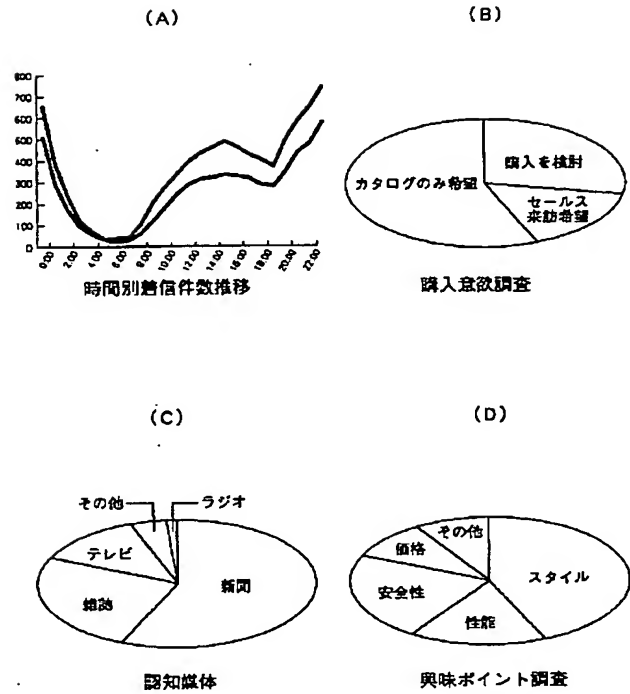 (A)
800
700
600
500
400
300
200
100
0
0:00
2:00
4:00
6:00
8:00
10:00
12:00
14:00
16:00
18:00
20:00
22:00
時間別着信件数推移
(B)
購入を検討
カタログのみ希望
セールス
来訪希望
購入意欲調査
(C)
その他
ラジオ
テレビ
新聞
雑誌
認知媒体
(D)
その他
価格
スタイル
安全性
性能
興味ポイント調査